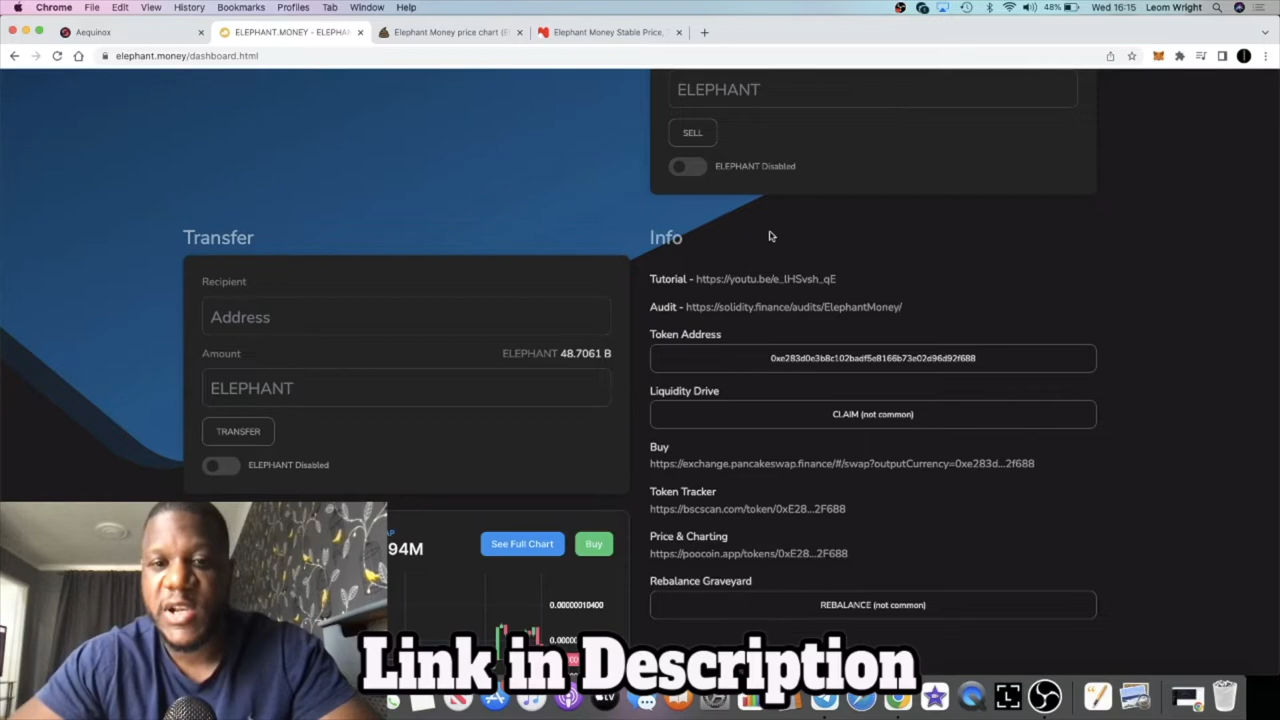 Chrome File Edit View History Bookmarks Profiles Tab Window Help 48% Wed 16:15 Leom Wright
Aequinox ELEPHANT.MONEY - ELEPHAN Elephant Money price chart (E Elephant Money Stable Price,
elephant.money/dashboard.html
ELEPHANT
SELL
ELEPHANT Disabled
Transfer
Recipient
Address
Amount ELEPHANT 48.7061 B
ELEPHANT
TRANSFER
ELEPHANT Disabled
94M See Full Chart Buy
0.00000010400
Info
Tutorial - https://youtu.be/e_lHSvsh_qE
Audit - https://solidity.finance/audits/ElephantMoney/
Token Address
0xe283d0e3b8c102badf5e8166b73e02d96d92f688
Liquidity Drive
CLAIM (not common)
Buy
https://exchange.pancakeswap.finance/#/swap?outputCurrency=0xe283d...2f688
Token Tracker
https://bscscan.com/token/0xE28...2F688
Price & Charting
https://poocoin.app/tokens/0xE28...2F688
Rebalance Graveyard
REBALANCE (not common)
Link in Description
tv